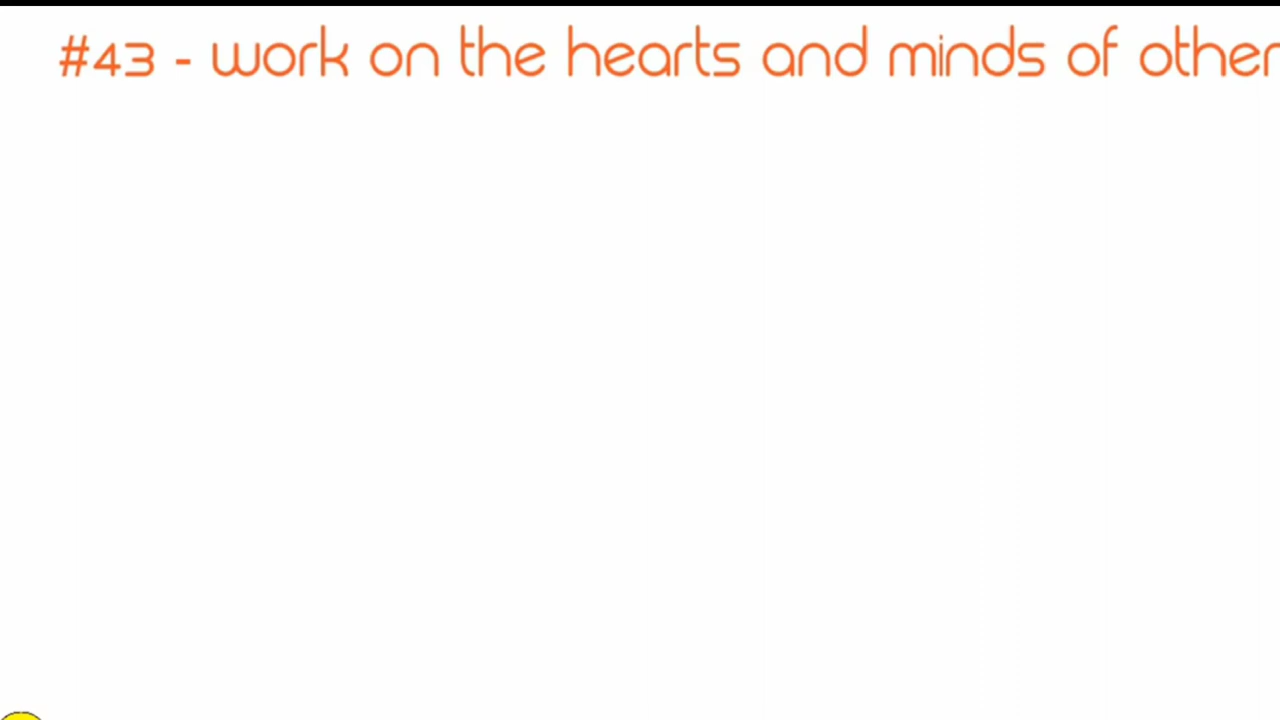 #43 - work on the hearts and minds of other